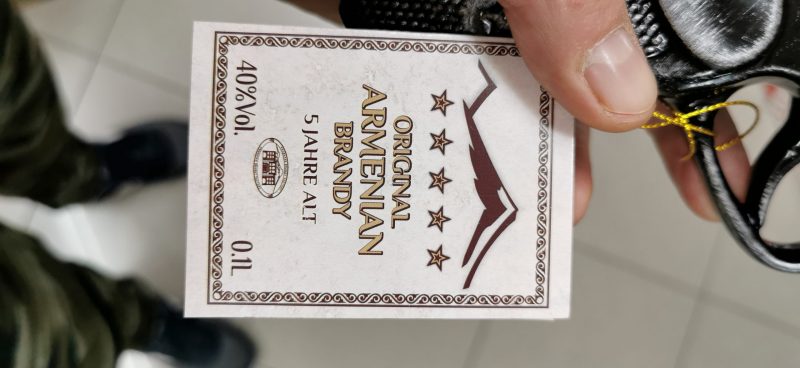 ORIGINAL
ARMENIAN
BRANDY
5 JAHRE ALT
40%Vol.
0.1L